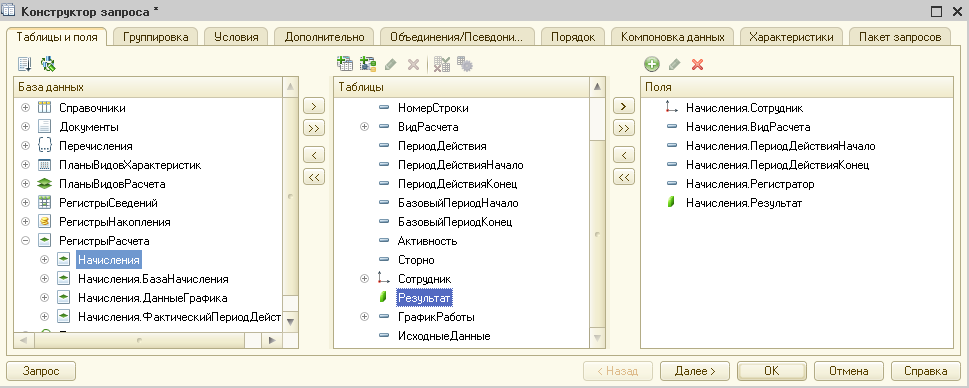 Конструктор запроса *
Таблицы и поля
Группировка
Условия
Дополнительно
Объединения/Псевдони...
Порядок
Компоновка данных
Характеристики
Пакет запросов
База данных
Справочники
Документы
Перечисления
ПланыВидовХарактеристик
ПланыВидовРасчета
РегистрыСведений
РегистрыНакопления
РегистрыРасчета
Начисления
Начисления.БазаНачисления
Начисления.ДанныеГрафика
Начисления.ФактическийПериодДейст
Таблицы
НомерСтроки
ВидРасчета
ПериодДействия
ПериодДействияНачало
ПериодДействияКонец
БазовыйПериодНачало
БазовыйПериодКонец
Активность
Сторно
Сотрудник
Результат
ГрафикРаботы
ИсходныеДанные
Поля
Начисления.Сотрудник
Начисления.ВидРасчета
Начисления.ПериодДействияНачало
Начисления.ПериодДействияКонец
Начисления.Регистратор
Начисления.Результат
Запрос
< Назад
Далее >
OK
Отмена
Справка